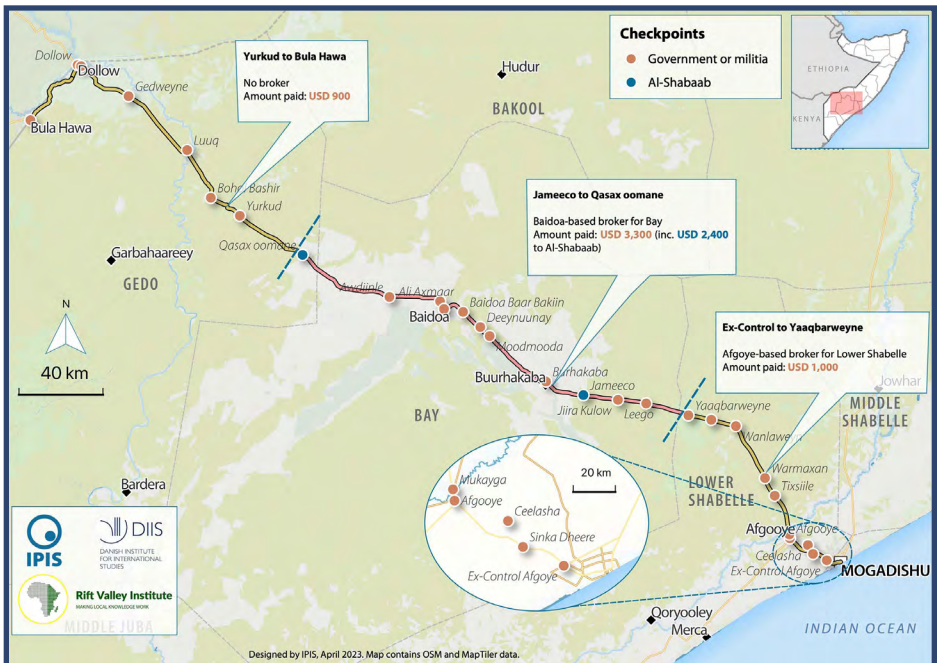 Checkpoints
Government or militia
Al-Shabaab
ETHIOPIA
KENYA
Yurkud to Bula Hawa
No broker
Amount paid: USD 900
Dollow
Dollow
Gedweyne
Bula Hawa
Luuq
Hudur
BAKOOL
Bohol Bashir
Yurkud
Qasax oomane
Garbahaareey
GEDO
Jameeco to Qasax oomane
Baidoa-based broker for Bay
Amount paid: USD 3,300 (inc. USD 2,400
to Al-Shabaab)
Awdiinle
Ali Axmaar
Baidoa
Baidoa Baar Bakiin
Deeynuunay
Moodmooda
N
40 km
Ex-Control to Yaaqbarweyne
Afgoye-based broker for Lower Shabelle
Amount paid: USD 1,000
Buurhakaba
Burhakaba
Jameeco
Jiira Kulow
Leego
Yaaqbarweyne
Wanlawe
Jowhar
MIDDLE
SHABELLE
BAY
Warmaxan
Tixsiile
LOWER
SHABELLE
Bardera
20 km
Mukayga
Afgooye
Ceelasha
Sinka Dheere
Ex-Control Afgoye
Afgooye
Afgooye
Ceelasha
Ex-Control Afgoye
MOGADISHU
IPIS
DIIS
DANISH INSTITUTE
FOR INTERNATIONAL
STUDIES
Rift Valley Institute
MAKING LOCAL KNOWLEDGE WORK
MIDDLE JUBA
Qoryooley
Merca
INDIAN OCEAN
Designed by IPIS, April 2023. Map contains OSM and MapTiler data.